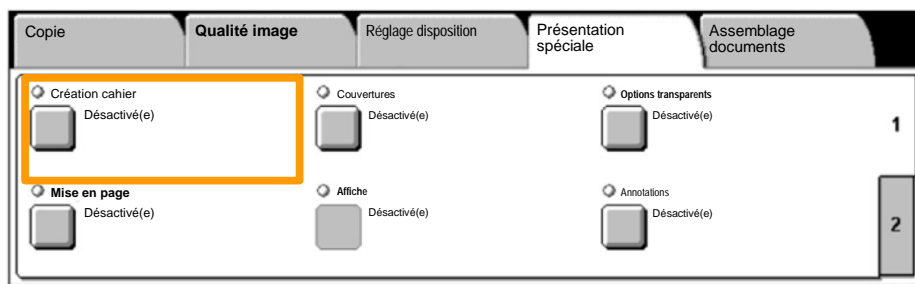 Copie
Qualité image
Réglage disposition
Présentation
spéciale
Assemblage
documents
Création cahier
Désactivé(e)
Couvertures
Désactivé(e)
Options transparents
Désactivé(e)
1
Mise en page
Désactivé(e)
Affiche
Désactivé(e)
Annotations
Désactivé(e)
2